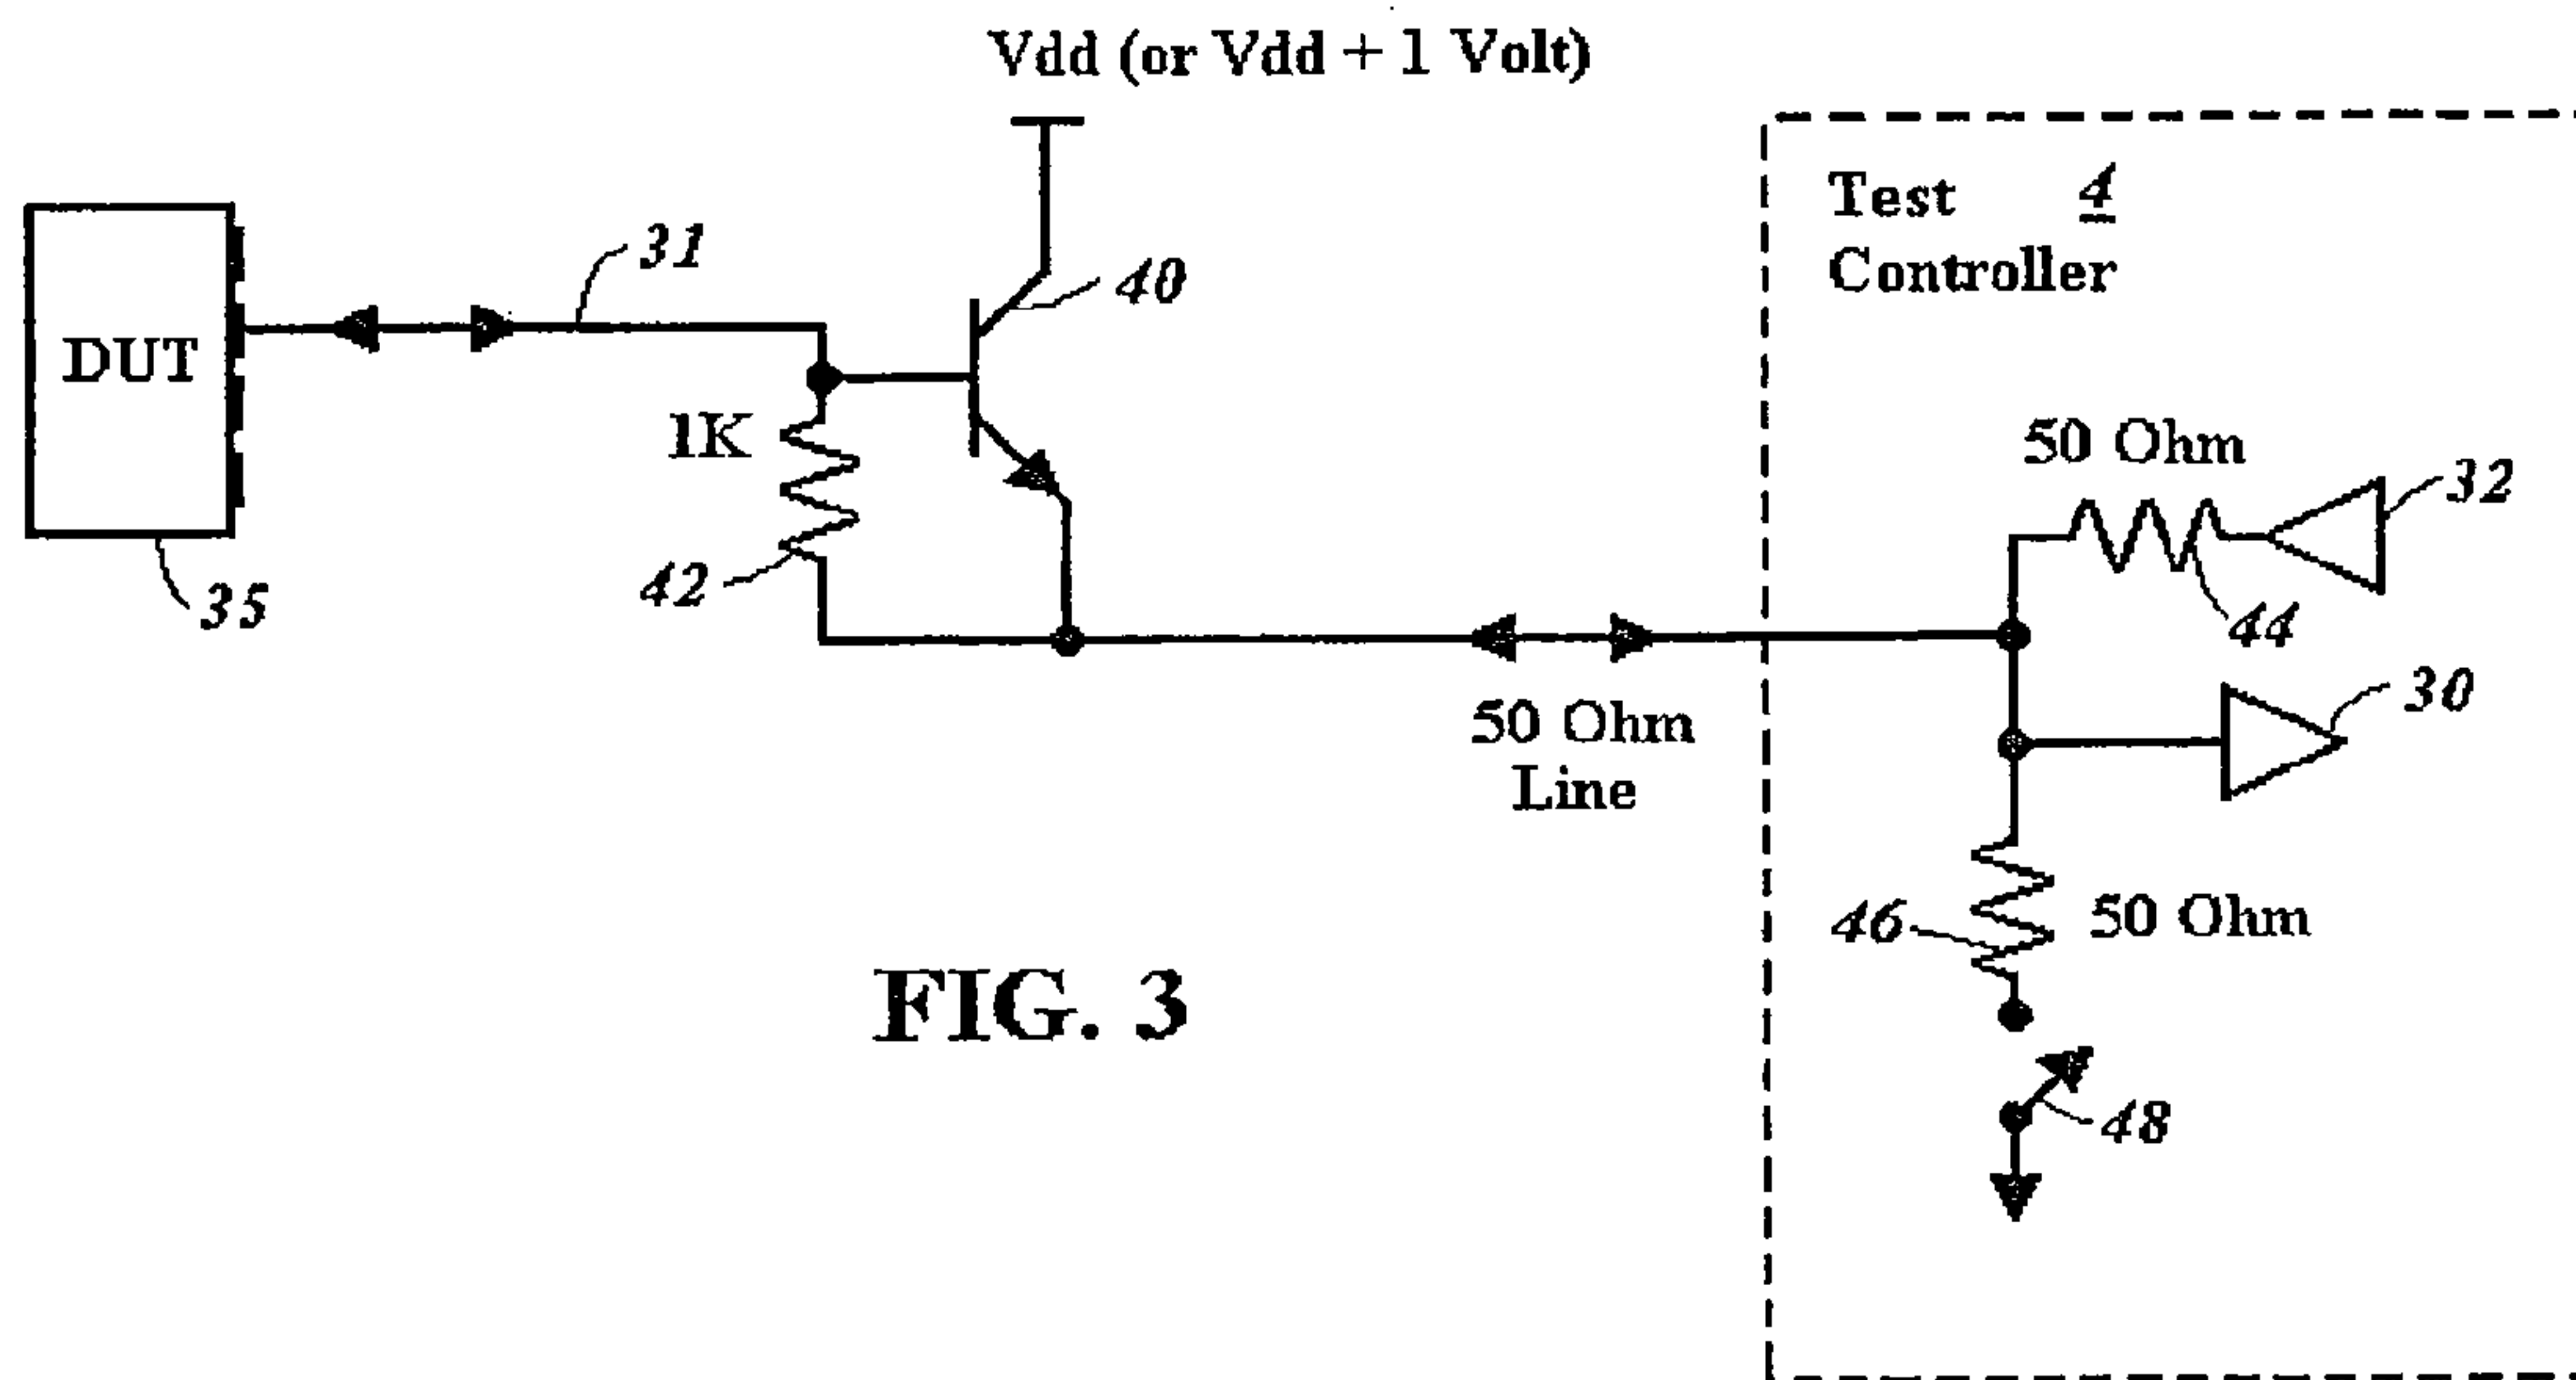 Vdd (or Vdd + 1 Volt)
Test 4
Controller
31
40
DUT
1K
50 Ohm
32
42
35
44
30
50 Ohm
Line
46
50 Ohm
FIG. 3
48